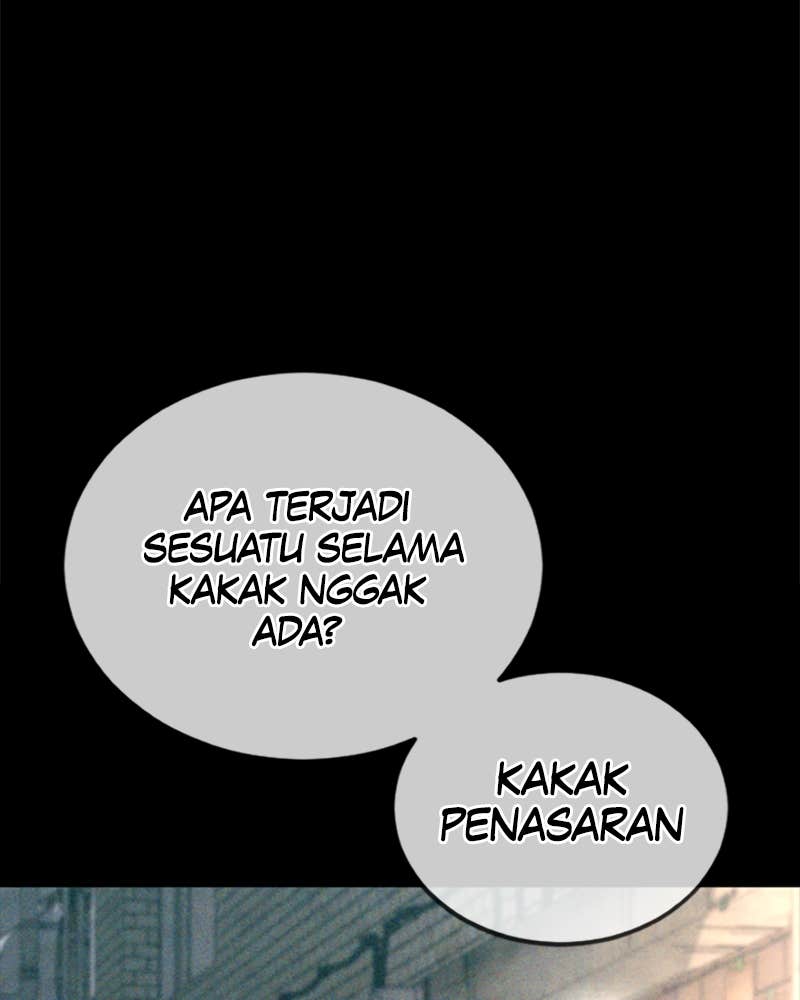 APA TERJADI
SESUATU SELAMA
KAKAK NGGAK
ADA?
KAKAK
PENASARAN